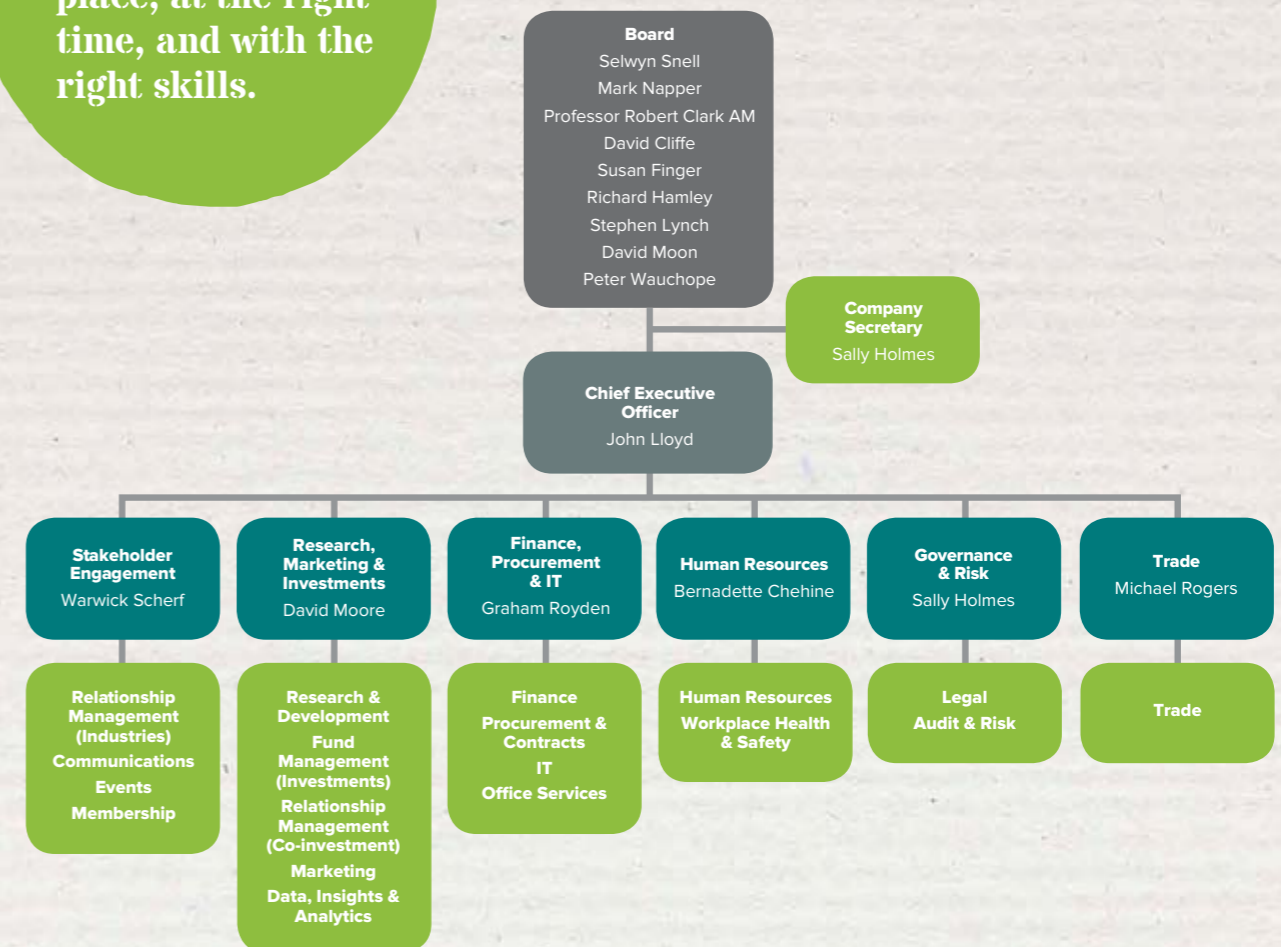 place, at the right
time, and with the
right skills.
Board
Selwyn Snell
Mark Napper
Professor Robert Clark AM
David Cliffe
Susan Finger
Richard Hamley
Stephen Lynch
David Moon
Peter Wauchope
Company
Secretary
Sally Holmes
Chief Executive
Officer
John Lloyd
Stakeholder
Engagement
Warwick Scherf
Research,
Marketing &
Investments
David Moore
Finance,
Procurement
& IT
Graham Royden
Human Resources
Bernadette Chehine
Governance
& Risk
Sally Holmes
Trade
Michael Rogers
Relationship
Management
(Industries)
Communications
Events
Membership
Research &
Development
Fund
Management
(Investments)
Relationship
Management
(Co-investment)
Marketing
Data, Insights &
Analytics
Finance
Procurement &
Contracts
IT
Office Services
Human Resources
Workplace Health
& Safety
Legal
Audit & Risk
Trade